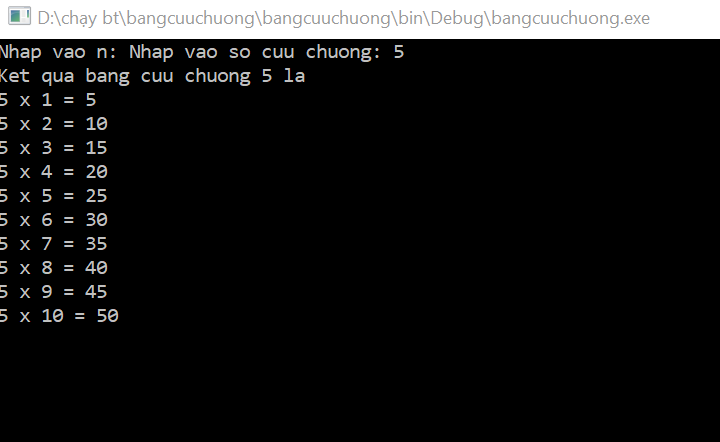 D:\chạy bt\bangcuuchuong\bangcuuchuong\bin\Debug\bangcuuchuong.exe
Nhap vao n: Nhap vao so cuu chuong: 5
Ket qua bang cuu chuong 5 la
5 x 1 = 5
5 x 2 = 10
5 x 3 = 15
5 x 4 = 20
5 x 5 = 25
5 x 6 = 30
5 x 7 = 35
5 x 8 = 40
5 x 9 = 45
5 x 10 = 50